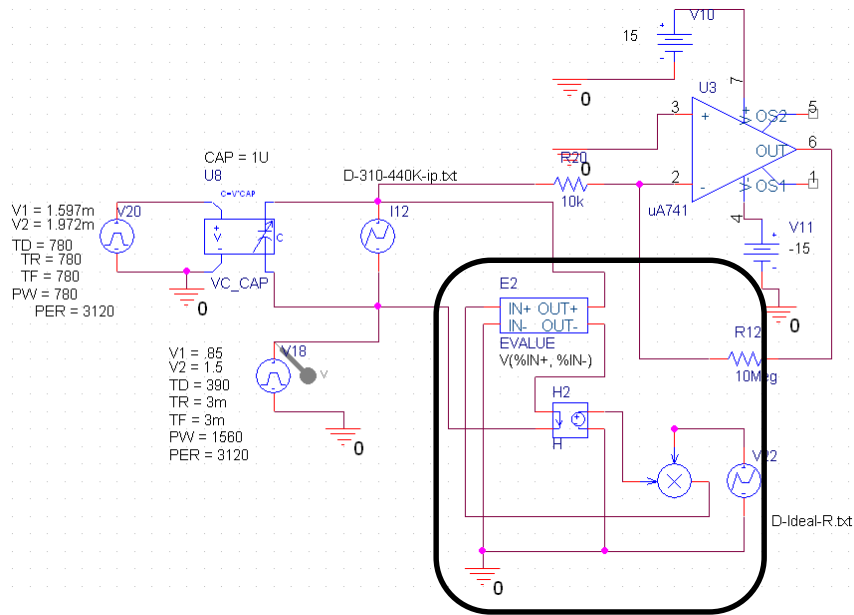 V10
15
7
U3
5
3
+
V+
OS2
0
6
OUT
R20
0
2
-
OS1
1
V-
10k
uA741
4
V11
-15
0
CAP = 1U
U8
C=V*CAP
D-310-440K-ip.txt
V1 = 1.597m
V2 = 1.972m
TD = 780
TR = 780
TF = 780
PW = 780
PER = 3120
V20
+
V
-
C
I12
VC_CAP
0
E2
IN+ OUT+
IN- OUT-
EVALUE
V(%IN+, %IN-)
R12
10Meg
V1 = .85
V2 = 1.5
TD = 390
TR = 3m
TF = 3m
PW = 1560
PER = 3120
V18
V
0
H2
+
-
H
V22
D-Ideal-R.txt
0